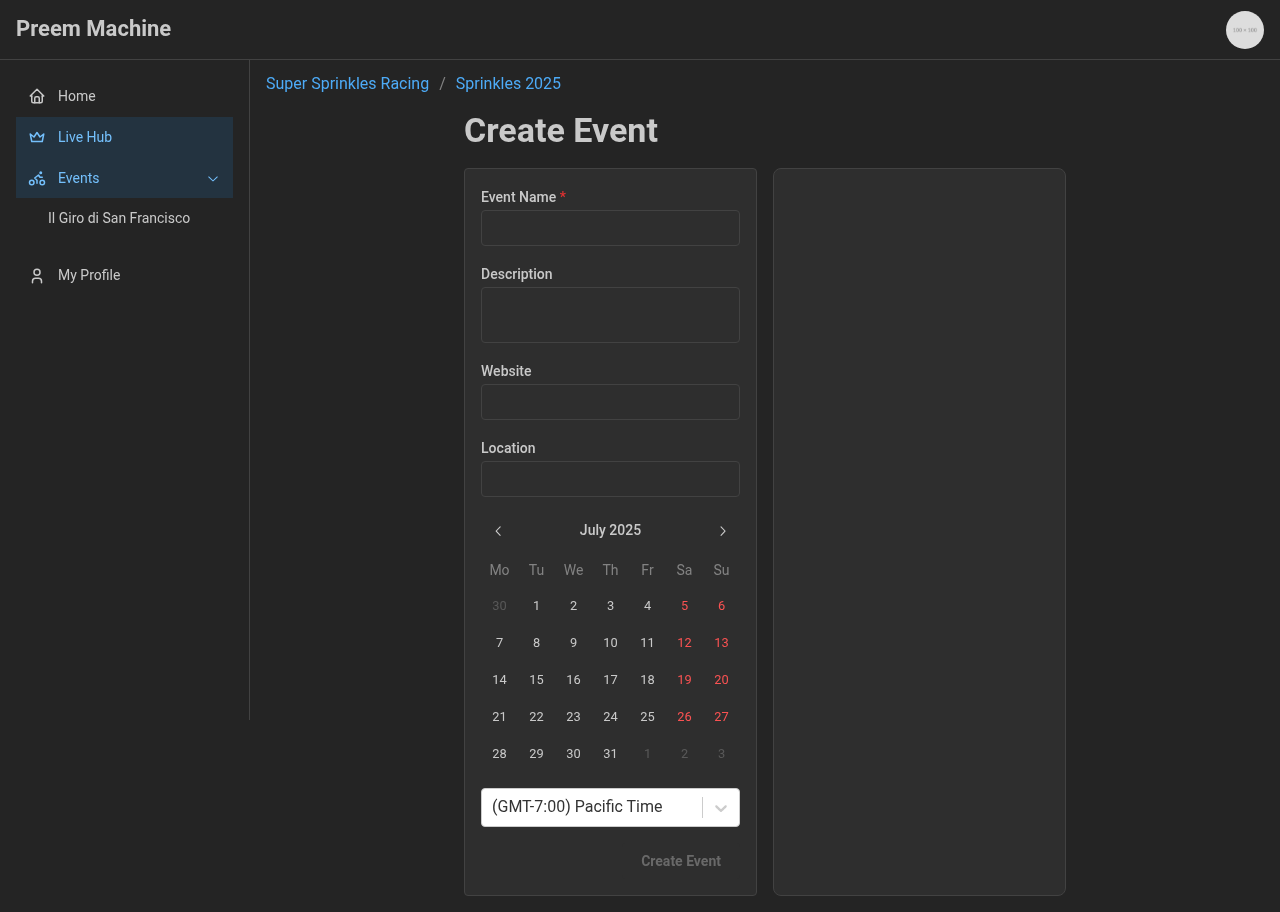 Preem Machine
100 × 100
Home
Live Hub
Events
Il Giro di San Francisco
My Profile
Super Sprinkles Racing / Sprinkles 2025
Create Event
Event Name *
Description
Website
Location
July 2025
Mo Tu We Th Fr Sa Su
30 1 2 3 4 5 6
7 8 9 10 11 12 13
14 15 16 17 18 19 20
21 22 23 24 25 26 27
28 29 30 31 1 2 3
(GMT-7:00) Pacific Time
Create Event